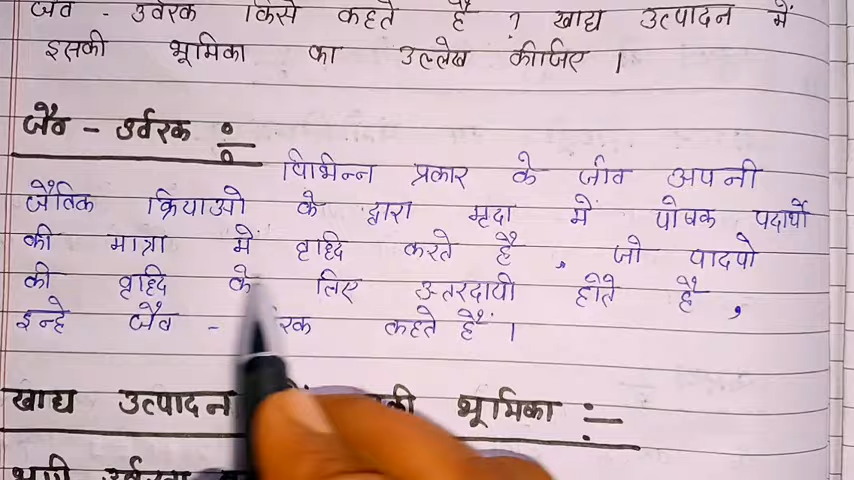 जैव - उर्वरक किसे कहते हैं ? खाद्य उत्पादन में
इसकी भूमिका का उल्लेख कीजिए ।
जैव - उर्वरक ÷
विभिन्न प्रकार के जीव अपनी
जैविक क्रियाओ के द्वारा मृदा में पोषक पदार्थो
की मात्रा में वृद्दि करते है , जो पादपो
की वृद्दि के लिए उत्तरदायी होते है ,
इन्हे जैव - रक कहते हैं ।
खाद्य उत्पादन भूमिका :-